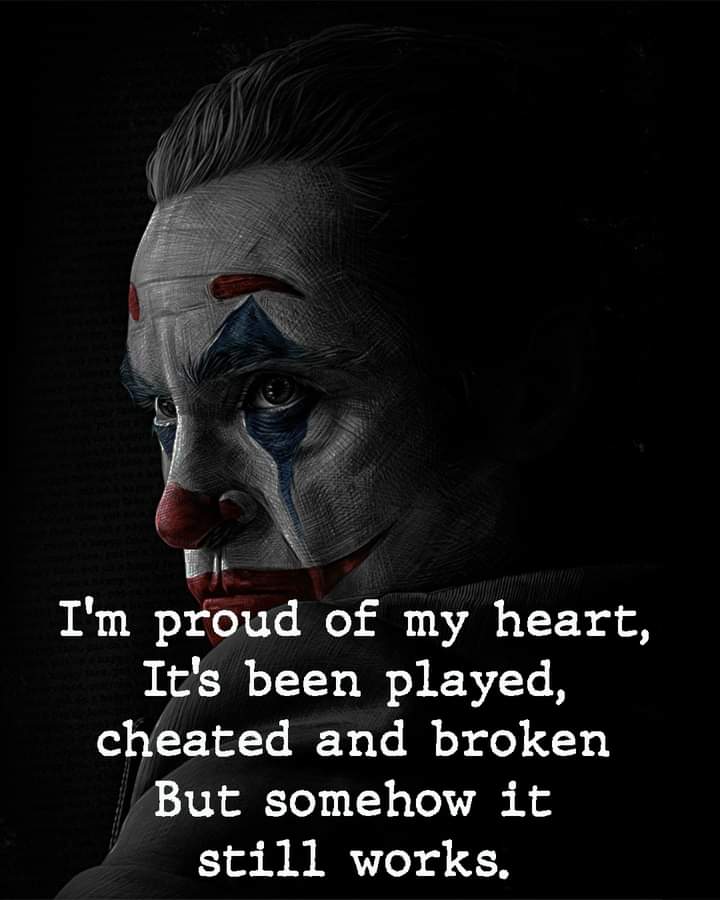 I'm proud of my heart,
It's been played,
cheated and broken
But somehow it
still works.